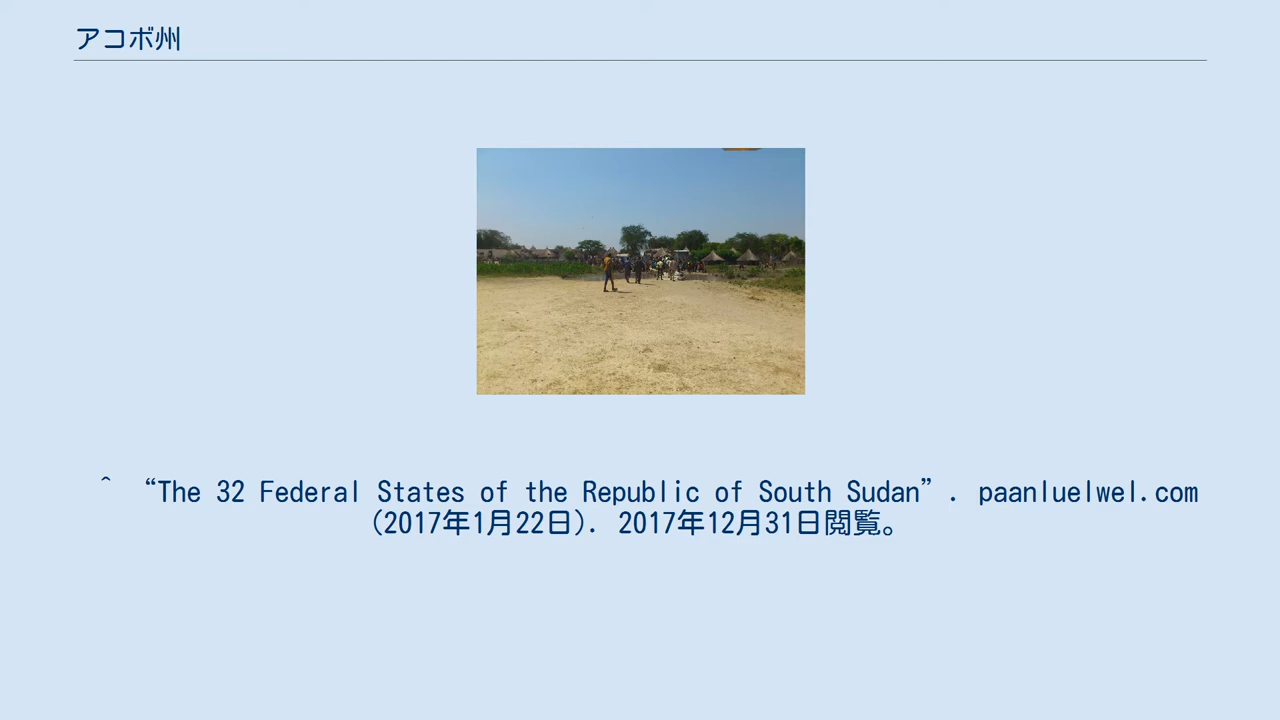 アコボ州
^ “The 32 Federal States of the Republic of South Sudan”. paanluelwel.com
(2017年1月22日). 2017年12月31日閲覧。